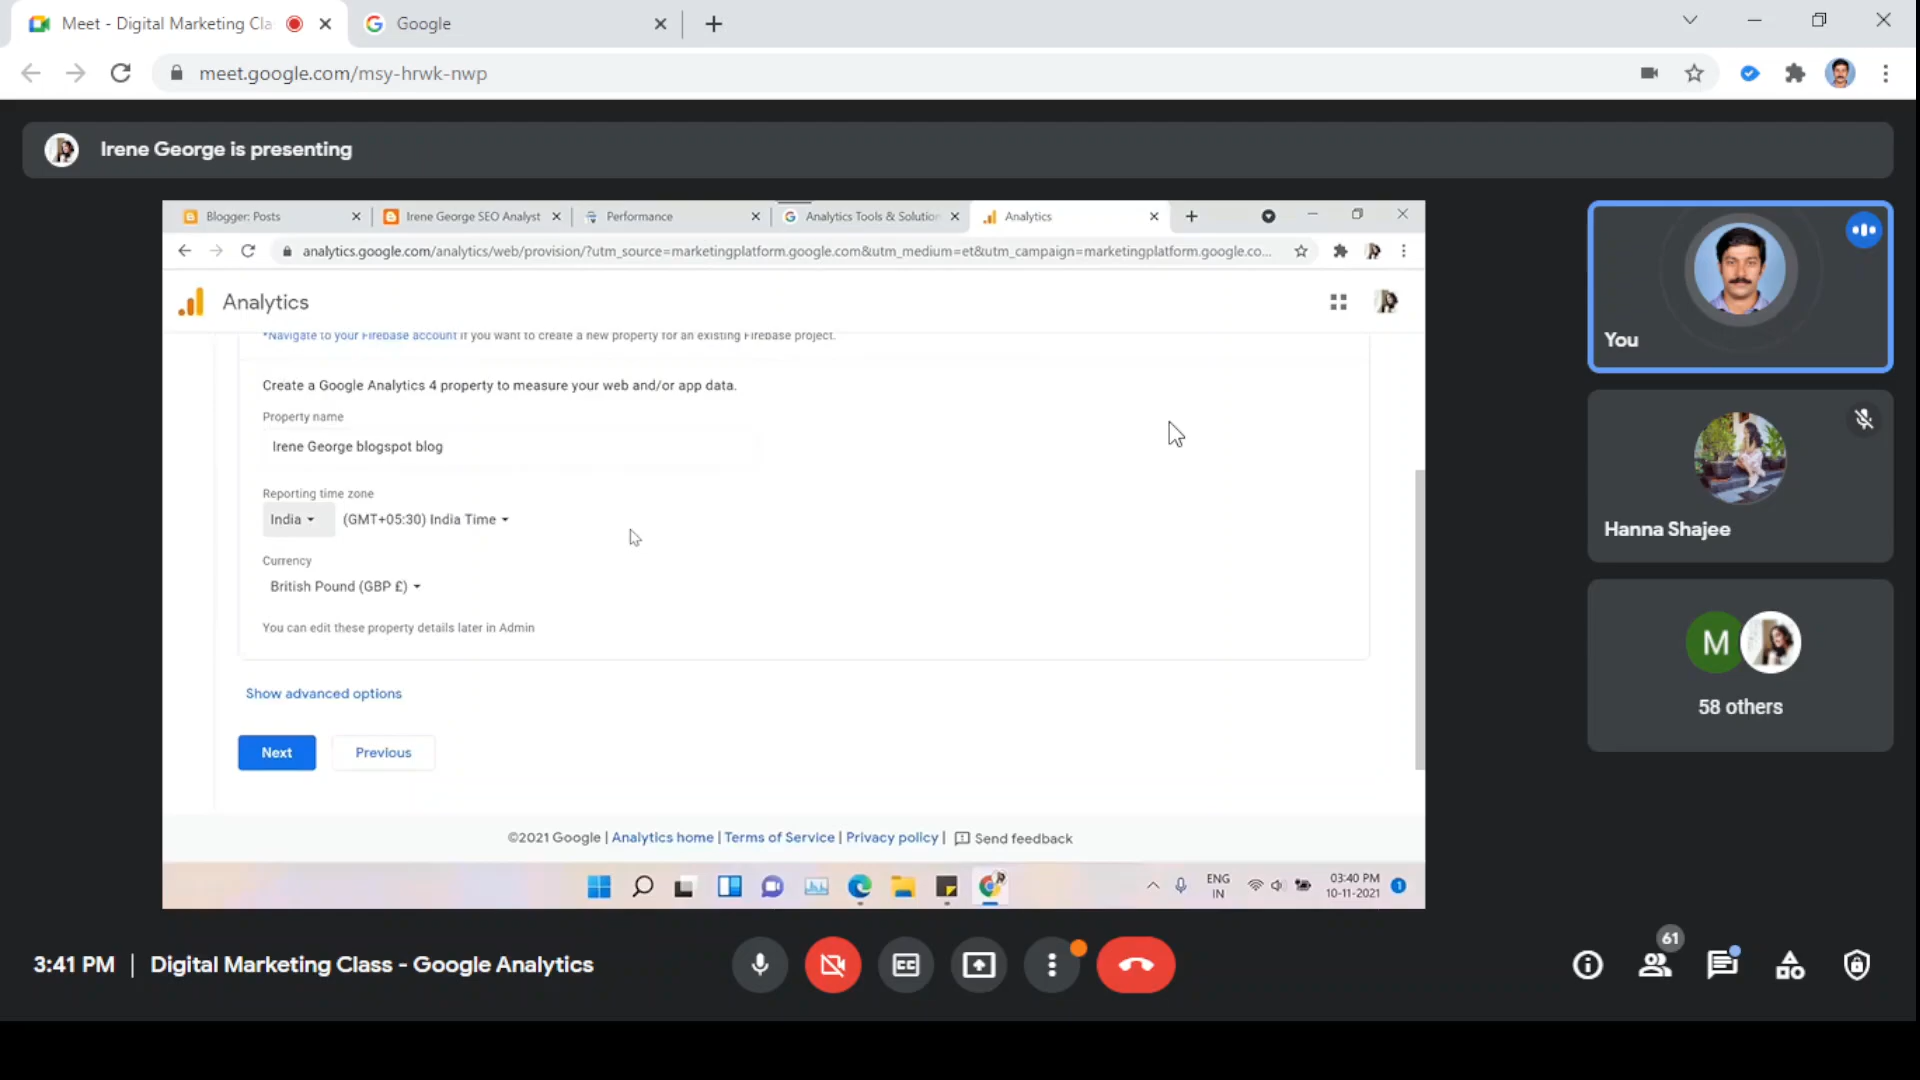 Meet - Digital Marketing Cla
Google
meet.google.com/msy-hrwk-nwp
Irene George is presenting
Blogger: Posts
Irene George SEO Analyst
Performance
Analytics Tools & Solution
Analytics
analytics.google.com/analytics/web/provision/?utm_source=marketingplatform.google.com&utm_medium=et&utm_campaign=marketingplatform.google.co...
Analytics
*Navigate to your Firebase account if you want to create a new property for an existing Firebase project.
Create a Google Analytics 4 property to measure your web and/or app data.
Property name
Irene George blogspot blog
Reporting time zone
India (GMT+05:30) India Time
Currency
British Pound (GBP £)
You can edit these property details later in Admin
Show advanced options
Next
Previous
©2021 Google | Analytics home | Terms of Service | Privacy policy | Send feedback
ENG
IN
03:40 PM
10-11-2021
1
You
Hanna Shajee
M
58 others
3:41 PM | Digital Marketing Class - Google Analytics
CC
61